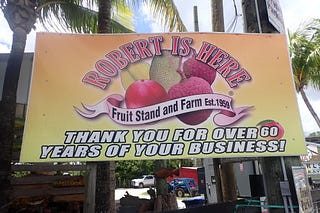 ROBERT IS HERE
Fruit Stand and Farm Est.1959
THANK YOU FOR OVER 60
YEARS OF YOUR BUSINESS!